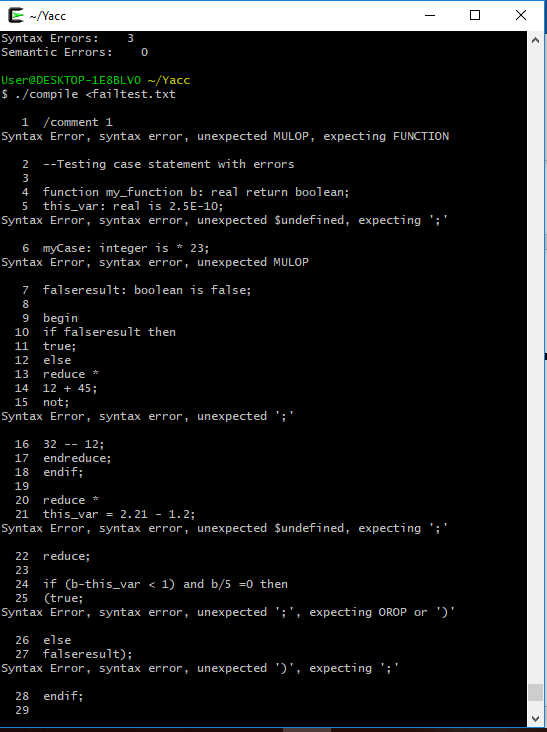 ~/Yacc
Syntax Errors:    3
Semantic Errors:    0
User@DESKTOP-1E8BLVO ~/Yacc
$ ./compile <failtest.txt
1  /comment 1
Syntax Error, syntax error, unexpected MULOP, expecting FUNCTION
2  --Testing case statement with errors
3
4  function my_function b: real return boolean;
5  this_var: real is 2.5E-10;
Syntax Error, syntax error, unexpected $undefined, expecting ';'
6  myCase: integer is * 23;
Syntax Error, syntax error, unexpected MULOP
7  falseresult: boolean is false;
8
9  begin
10  if falseresult then
11  true;
12  else
13  reduce *
14  12 + 45;
15  not;
Syntax Error, syntax error, unexpected ';'
16  32 -- 12;
17  endreduce;
18  endif;
19
20  reduce *
21  this_var = 2.21 - 1.2;
Syntax Error, syntax error, unexpected $undefined, expecting ';'
22  reduce;
23
24  if (b-this_var < 1) and b/5 =0 then
25  (true;
Syntax Error, syntax error, unexpected ';', expecting OROP or ')'
26  else
27  falseresult);
Syntax Error, syntax error, unexpected ')', expecting ';'
28  endif;
29